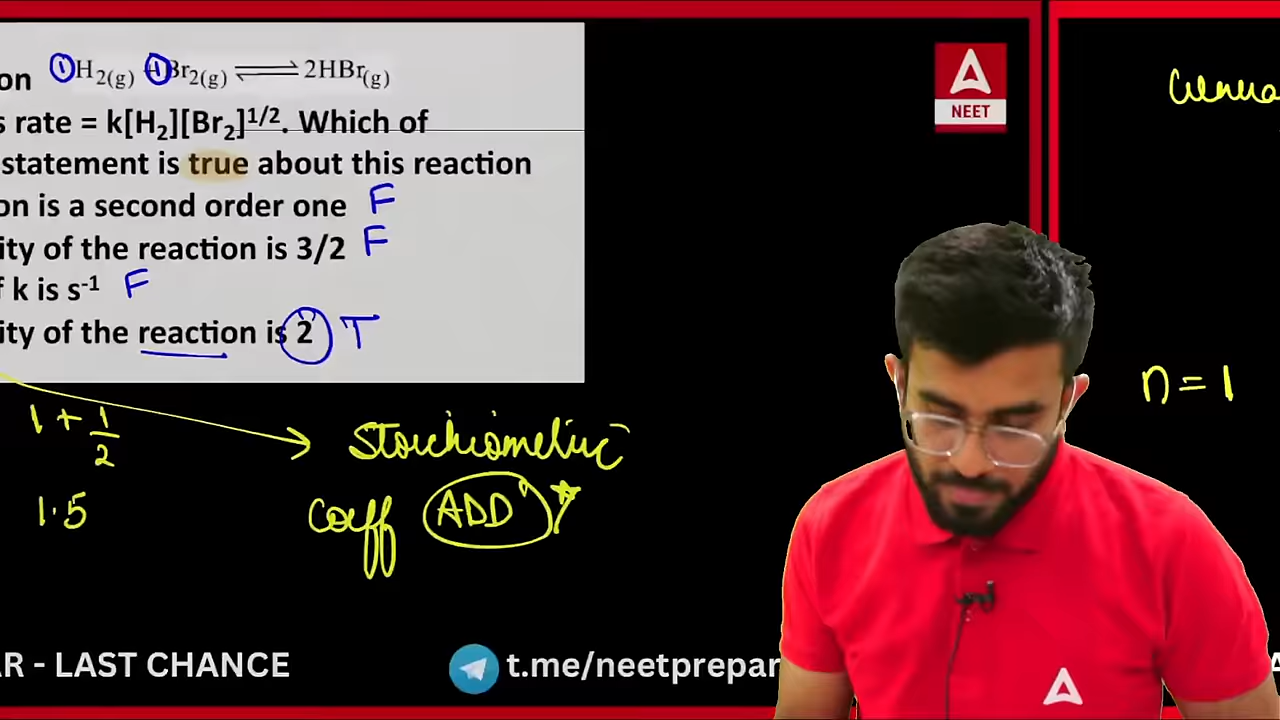 on ①H2(g) + ①Br2(g) ⇌ 2HBr(g)
s rate = k[H2][Br2]1/2. Which of
statement is true about this reaction
on is a second order one F
ity of the reaction is 3/2 F
f k is s-1 F
ity of the reaction is 2 T
1 + 1/2
1.5
Stoichiometric
coeff ADD
NEET
n = 1
AR - LAST CHANCE
t.me/neetprepar